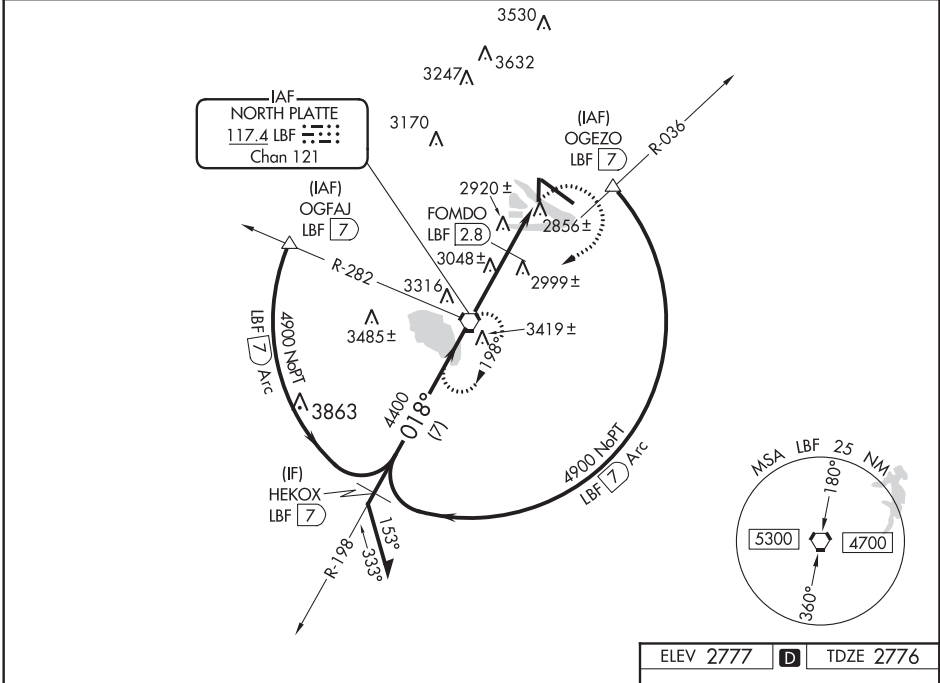 3530
3632
3247
IAF
NORTH PLATTE
117.4 LBF
Chan 121
3170
(IAF)
OGEZO
LBF 7
R-036
(IAF)
OGFAJ
LBF 7
2920 ±
FOMDO
LBF 2.8
2856±
R-282
3048±
2999±
3316
3485±
3419±
198°
4900 NoPT
LBF 7 Arc
3863
4400
018°
(7)
4900 NoPT
LBF 7 Arc
(IF)
HEKOX
LBF 7
153°
333°
R-198
MSA LBF 25 NM
180°
5300
4700
360°
ELEV 2777 D TDZE 2776